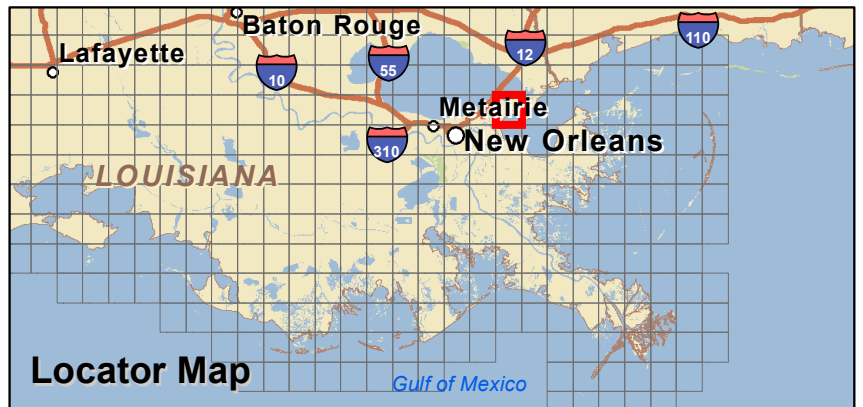 Baton Rouge
110
12
Lafayette
55
10
Metairie
New Orleans
310
LOUISIANA
Locator Map
Gulf of Mexico